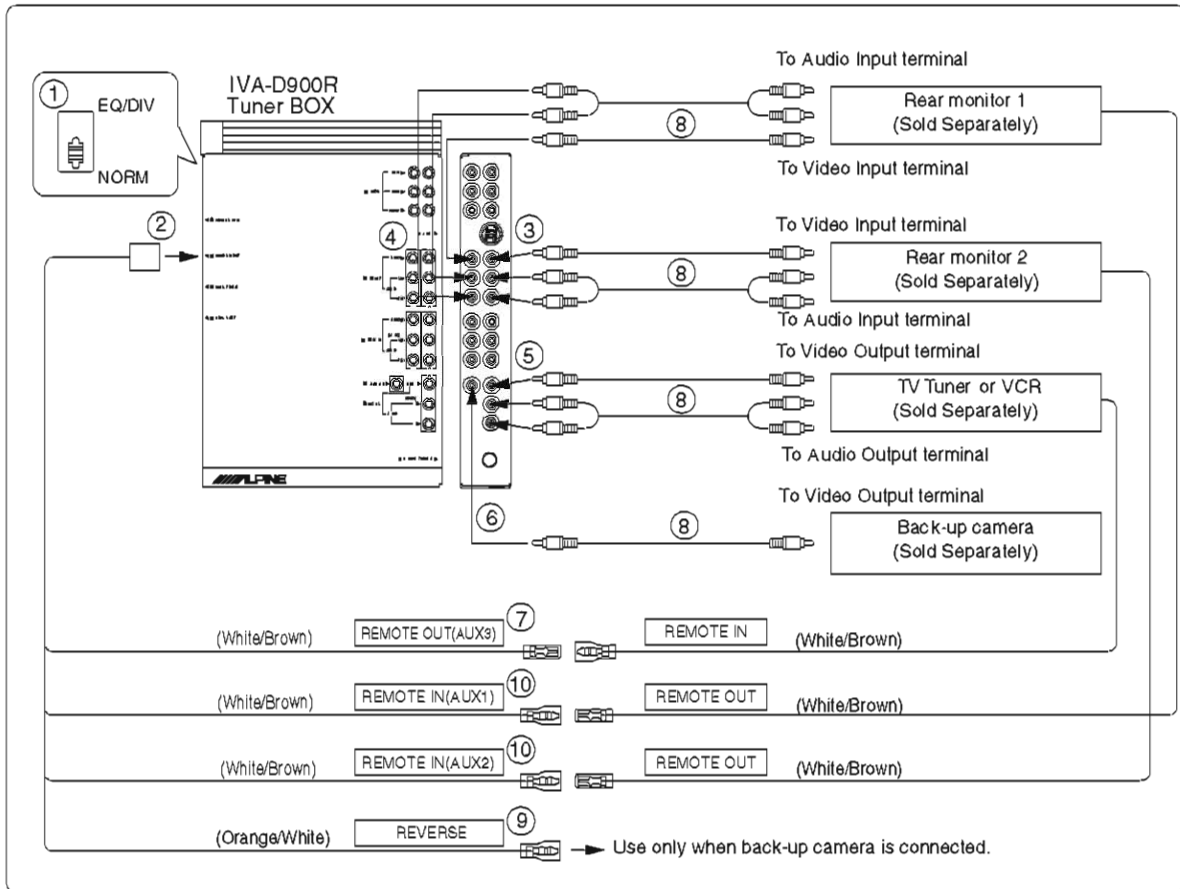 ①
EQ/DIV
NORM
IVA-D900R
Tuner BOX
②
④
③
⑤
⑥
ALPINE
To Audio Input terminal
Rear monitor 1
(Sold Separately)
⑧
To Video Input terminal
To Video Input terminal
Rear monitor 2
(Sold Separately)
⑧
To Audio Input terminal
To Video Output terminal
TV Tuner or VCR
(Sold Separately)
⑧
To Audio Output terminal
To Video Output terminal
Back-up camera
(Sold Separately)
⑧
(White/Brown) REMOTE OUT(AUX3) ⑦ REMOTE IN (White/Brown)
(White/Brown) REMOTE IN(AUX1) ⑩ REMOTE OUT (White/Brown)
(White/Brown) REMOTE IN(AUX2) ⑩ REMOTE OUT (White/Brown)
(Orange/White) REVERSE ⑨ Use only when back-up camera is connected.